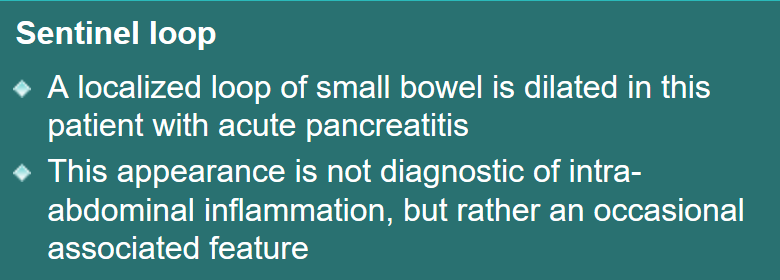 Sentinel loop
A localized loop of small bowel is dilated in this
patient with acute pancreatitis
This appearance is not diagnostic of intra-
abdominal inflammation, but rather an occasional
associated feature